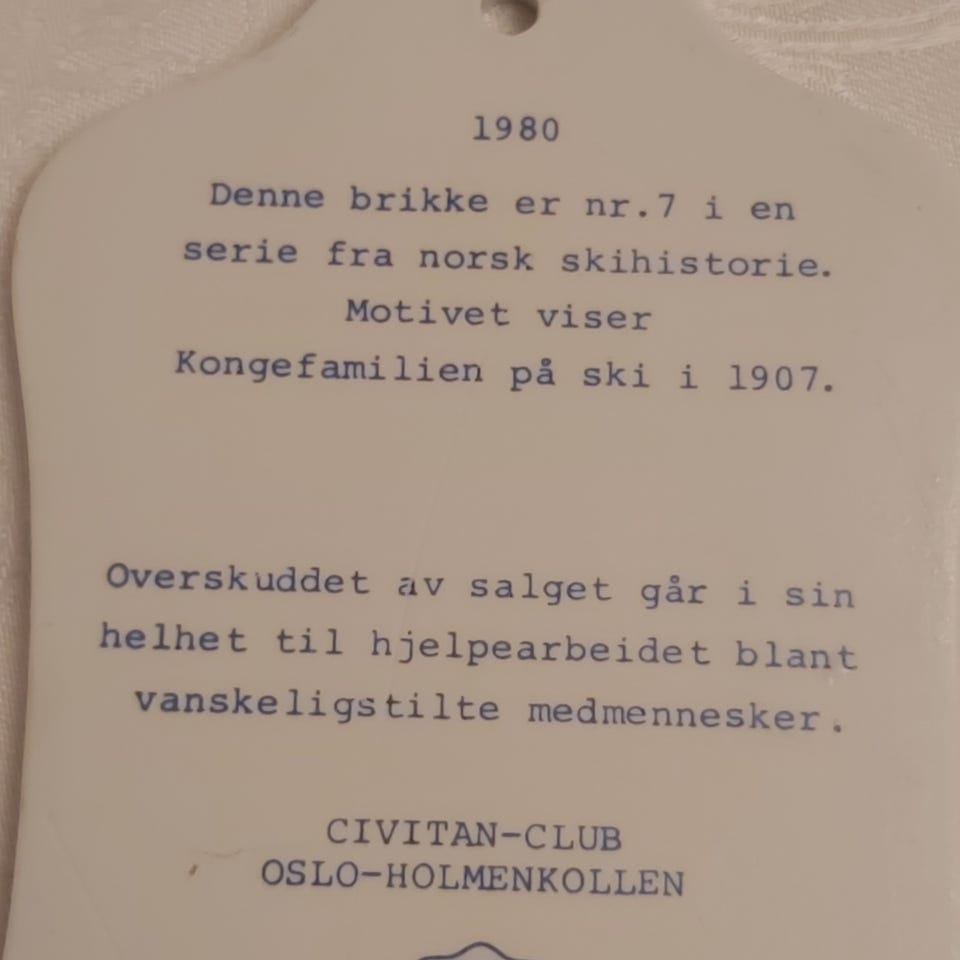 1980
Denne brikke er nr.7 i en
serie fra norsk skihistorie.
Motivet viser
Kongefamilien på ski i 1907.
Overskuddet av salget går i sin
helhet til hjelpearbeidet blant
vanskeligstilte medmennesker.
CIVITAN-CLUB
OSLO-HOLMENKOLLEN